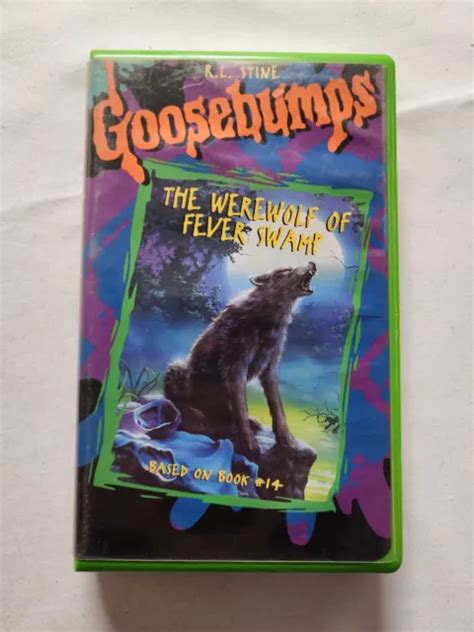 R.L. STINE
Goosebumps
THE WEREWOLF OF
FEVER SWAMP
BASED ON BOOK #14